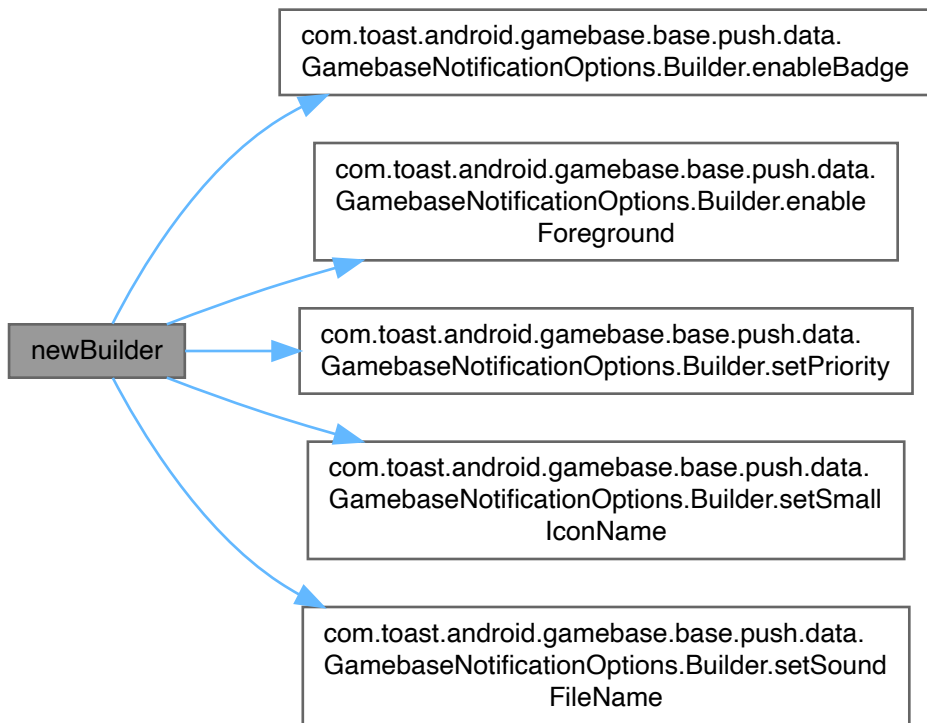 com.toast.android.gamebase.base.push.data.
GamebaseNotificationOptions.Builder.enableBadge
com.toast.android.gamebase.base.push.data.
GamebaseNotificationOptions.Builder.enable
Foreground
newBuilder
com.toast.android.gamebase.base.push.data.
GamebaseNotificationOptions.Builder.setPriority
com.toast.android.gamebase.base.push.data.
GamebaseNotificationOptions.Builder.setSmall
IconName
com.toast.android.gamebase.base.push.data.
GamebaseNotificationOptions.Builder.setSound
FileName